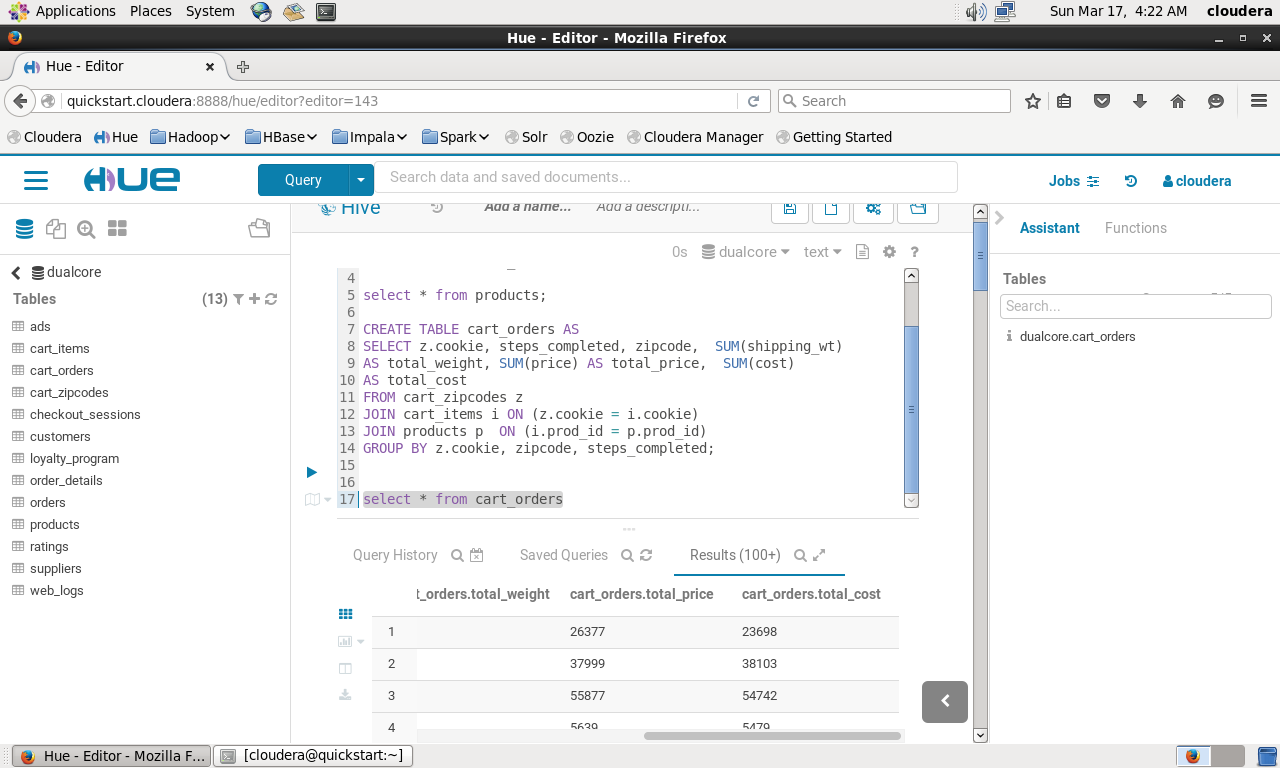 Applications Places System Sun Mar 17, 4:22 AM cloudera
Hue - Editor - Mozilla Firefox
Hue - Editor
quickstart.cloudera:8888/hue/editor?editor=143 Search
Cloudera Hue Hadoop HBase Impala Spark Solr Oozie Cloudera Manager Getting Started
HUE Query Search data and saved documents... Jobs cloudera
Hive Add a name... Add a descripti...
Assistant Functions
0s dualcore text ?
dualcore
Tables (13)
ads
cart_items
cart_orders
cart_zipcodes
checkout_sessions
customers
loyalty_program
order_details
orders
products
ratings
suppliers
web_logs
4
5 select * from products;
6
7 CREATE TABLE cart_orders AS
8 SELECT z.cookie, steps_completed, zipcode,  SUM(shipping_wt)
9 AS total_weight, SUM(price) AS total_price,  SUM(cost)
10 AS total_cost
11 FROM cart_zipcodes z
12 JOIN cart_items i ON (z.cookie = i.cookie)
13 JOIN products p  ON (i.prod_id = p.prod_id)
14 GROUP BY z.cookie, zipcode, steps_completed;
15
16
17 select * from cart_orders
Query History Saved Queries Results (100+)
t_orders.total_weight cart_orders.total_price cart_orders.total_cost
1 26377 23698
2 37999 38103
3 55877 54742
4 5639 5479
Tables
Search...
dualcore.cart_orders
Hue - Editor - Mozilla F... [cloudera@quickstart:~]